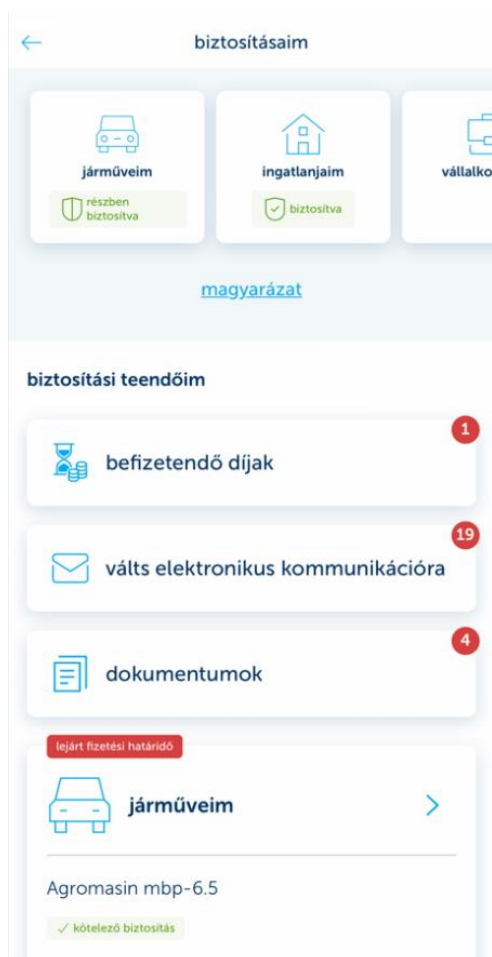 biztosításaim
járműveim
ingatlanjaim
részben
biztosítva
biztosítva
magyarázat
biztosítási teendőim
1
befizetendő díjak
19
válts elektronikus kommunikációra
4
dokumentumok
lejárt fizetési határidő
járműveim
Agromasin mbp-6.5
kötelező biztosítás